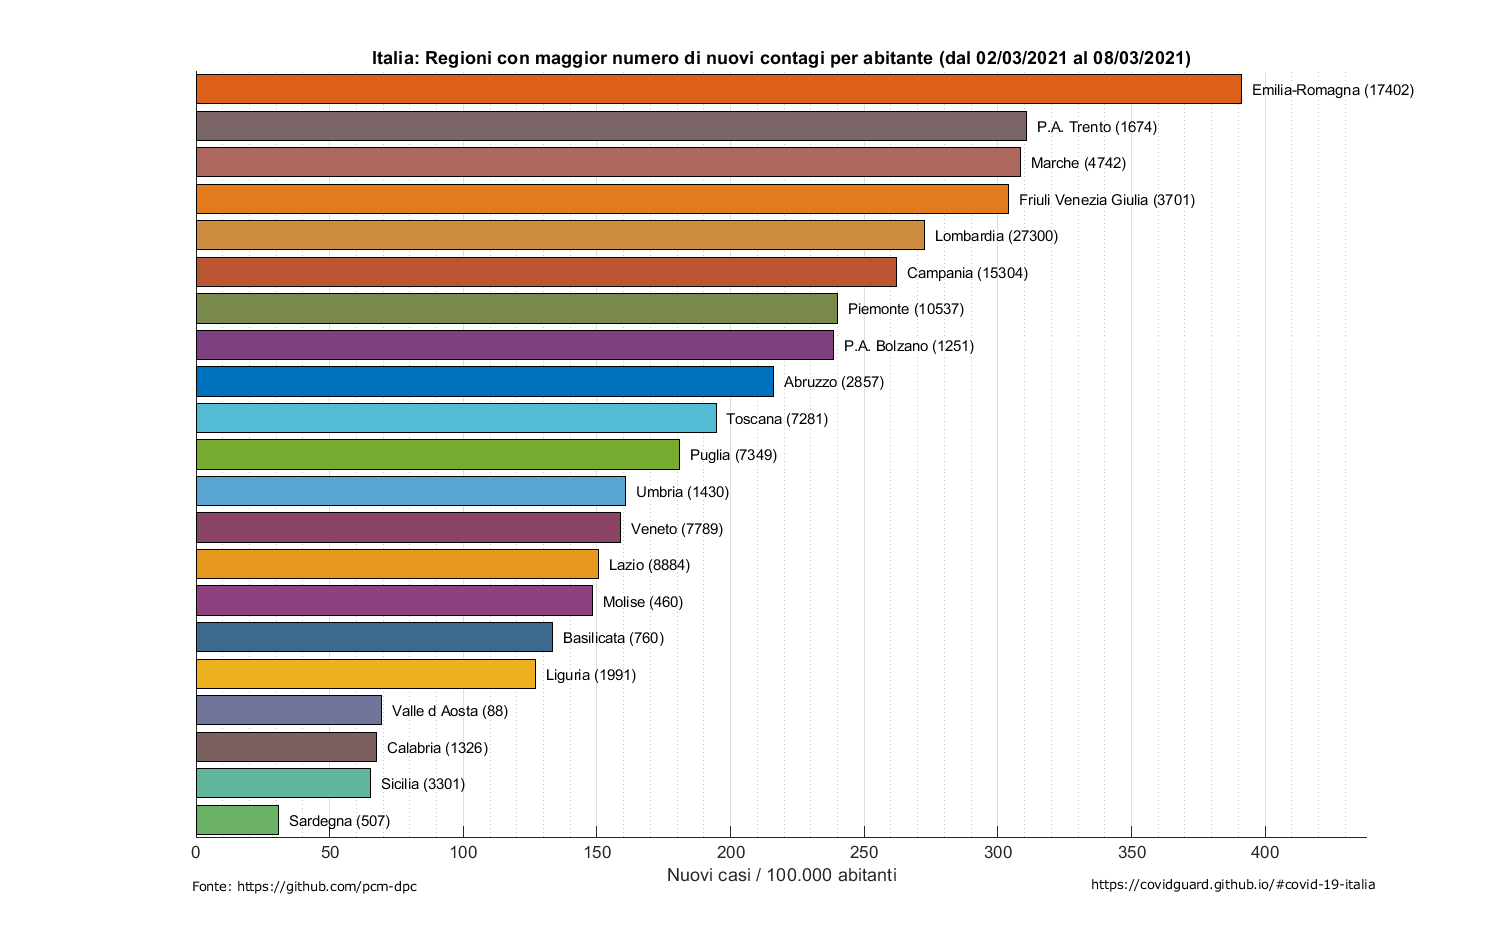 Italia: Regioni con maggior numero di nuovi contagi per abitante (dal 02/03/2021 al 08/03/2021)
Emilia-Romagna (17402)
P.A. Trento (1674)
Marche (4742)
Friuli Venezia Giulia (3701)
Lombardia (27300)
Campania (15304)
Piemonte (10537)
P.A. Bolzano (1251)
Abruzzo (2857)
Toscana (7281)
Puglia (7349)
Umbria (1430)
Veneto (7789)
Lazio (8884)
Molise (460)
Basilicata (760)
Liguria (1991)
Valle d Aosta (88)
Calabria (1326)
Sicilia (3301)
Sardegna (507)
0 50 100 150 200 250 300 350 400
Nuovi casi / 100.000 abitanti
Fonte: https://github.com/pcm-dpc
https://covidguard.github.io/#covid-19-italia